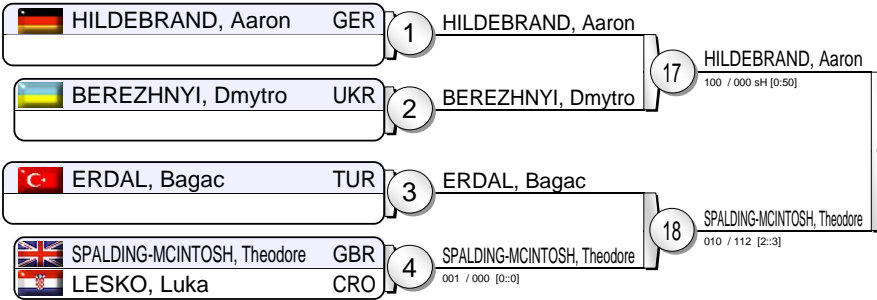 HILDEBRAND, Aaron GER
1
HILDEBRAND, Aaron
17
HILDEBRAND, Aaron
100 / 000 sH [0:50]
BEREZHNYI, Dmytro UKR
2
BEREZHNYI, Dmytro
ERDAL, Bagac TUR
3
ERDAL, Bagac
18
SPALDING-MCINTOSH, Theodore
010 / 112 [2::3]
SPALDING-MCINTOSH, Theodore GBR
LESKO, Luka CRO
4
SPALDING-MCINTOSH, Theodore
001 / 000 [0::0]